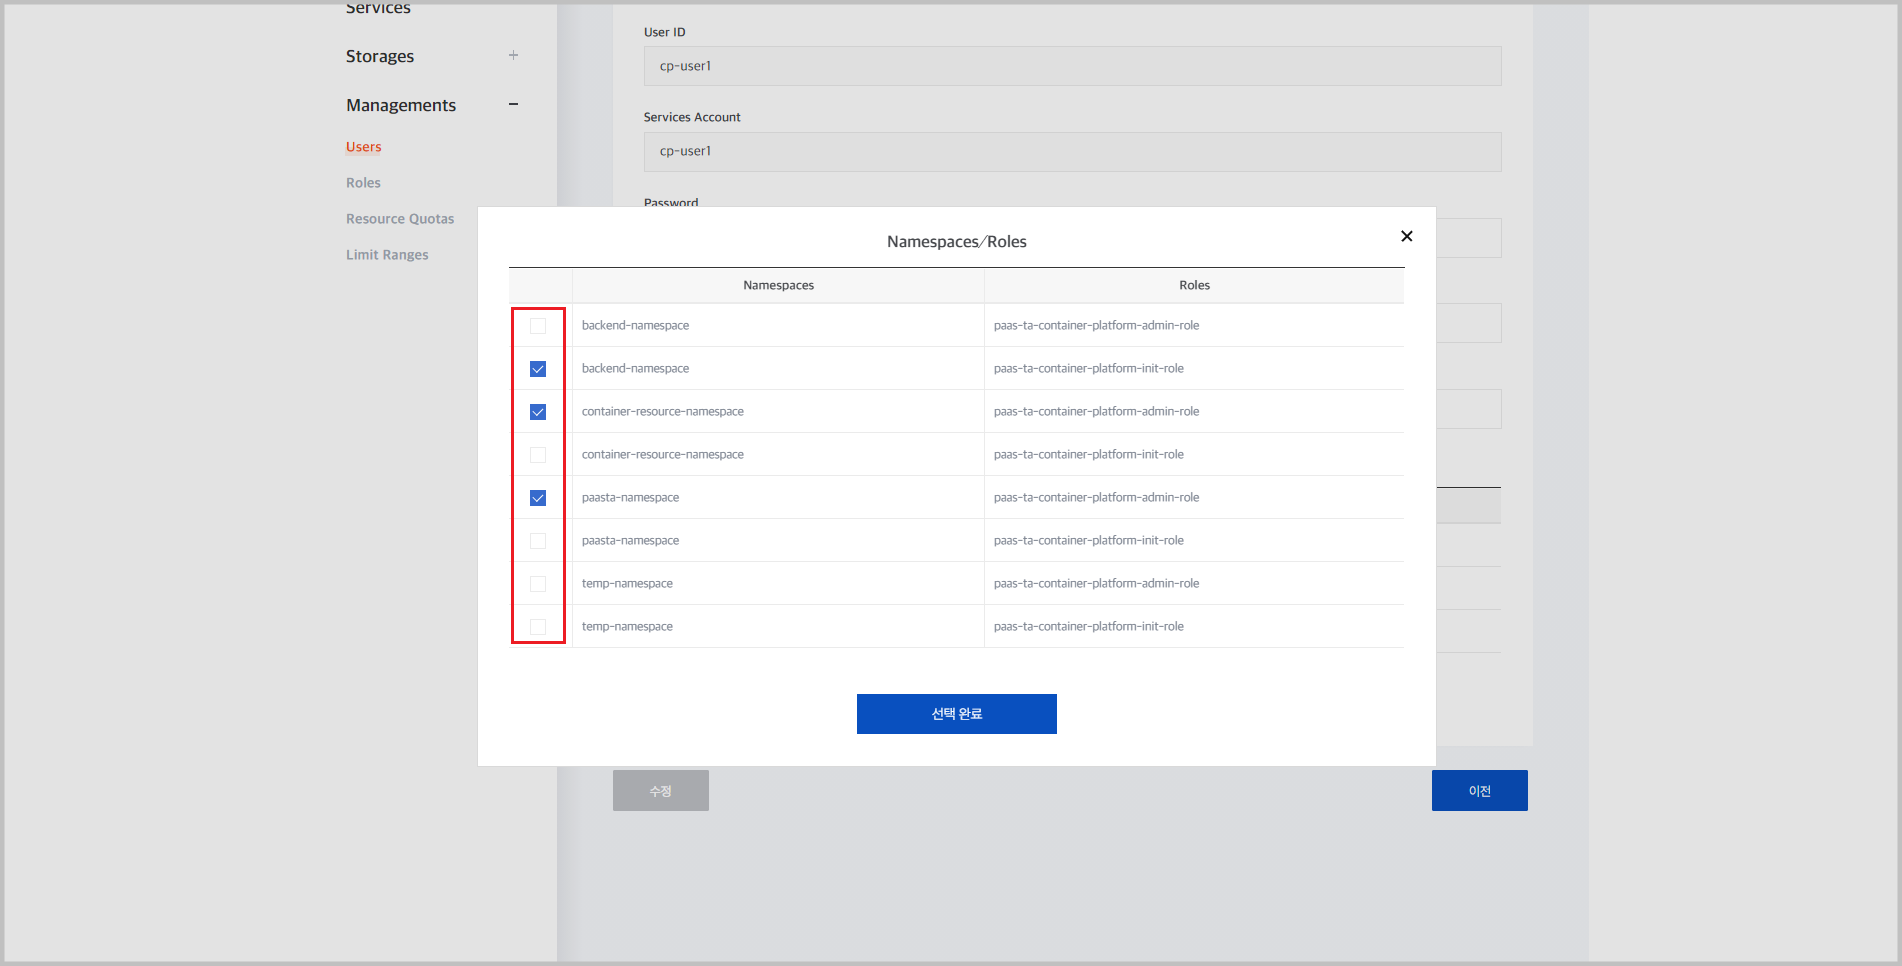 Services
Storages
Managements
Users
Roles
Resource Quotas
Limit Ranges
User ID
cp-user1
Services Account
cp-user1
Password
Namespaces/Roles
Namespaces Roles
backend-namespace paas-ta-container-platform-admin-role
backend-namespace paas-ta-container-platform-init-role
container-resource-namespace paas-ta-container-platform-admin-role
container-resource-namespace paas-ta-container-platform-init-role
paasta-namespace paas-ta-container-platform-admin-role
paasta-namespace paas-ta-container-platform-init-role
temp-namespace paas-ta-container-platform-admin-role
temp-namespace paas-ta-container-platform-init-role
선택 완료
수정
이전